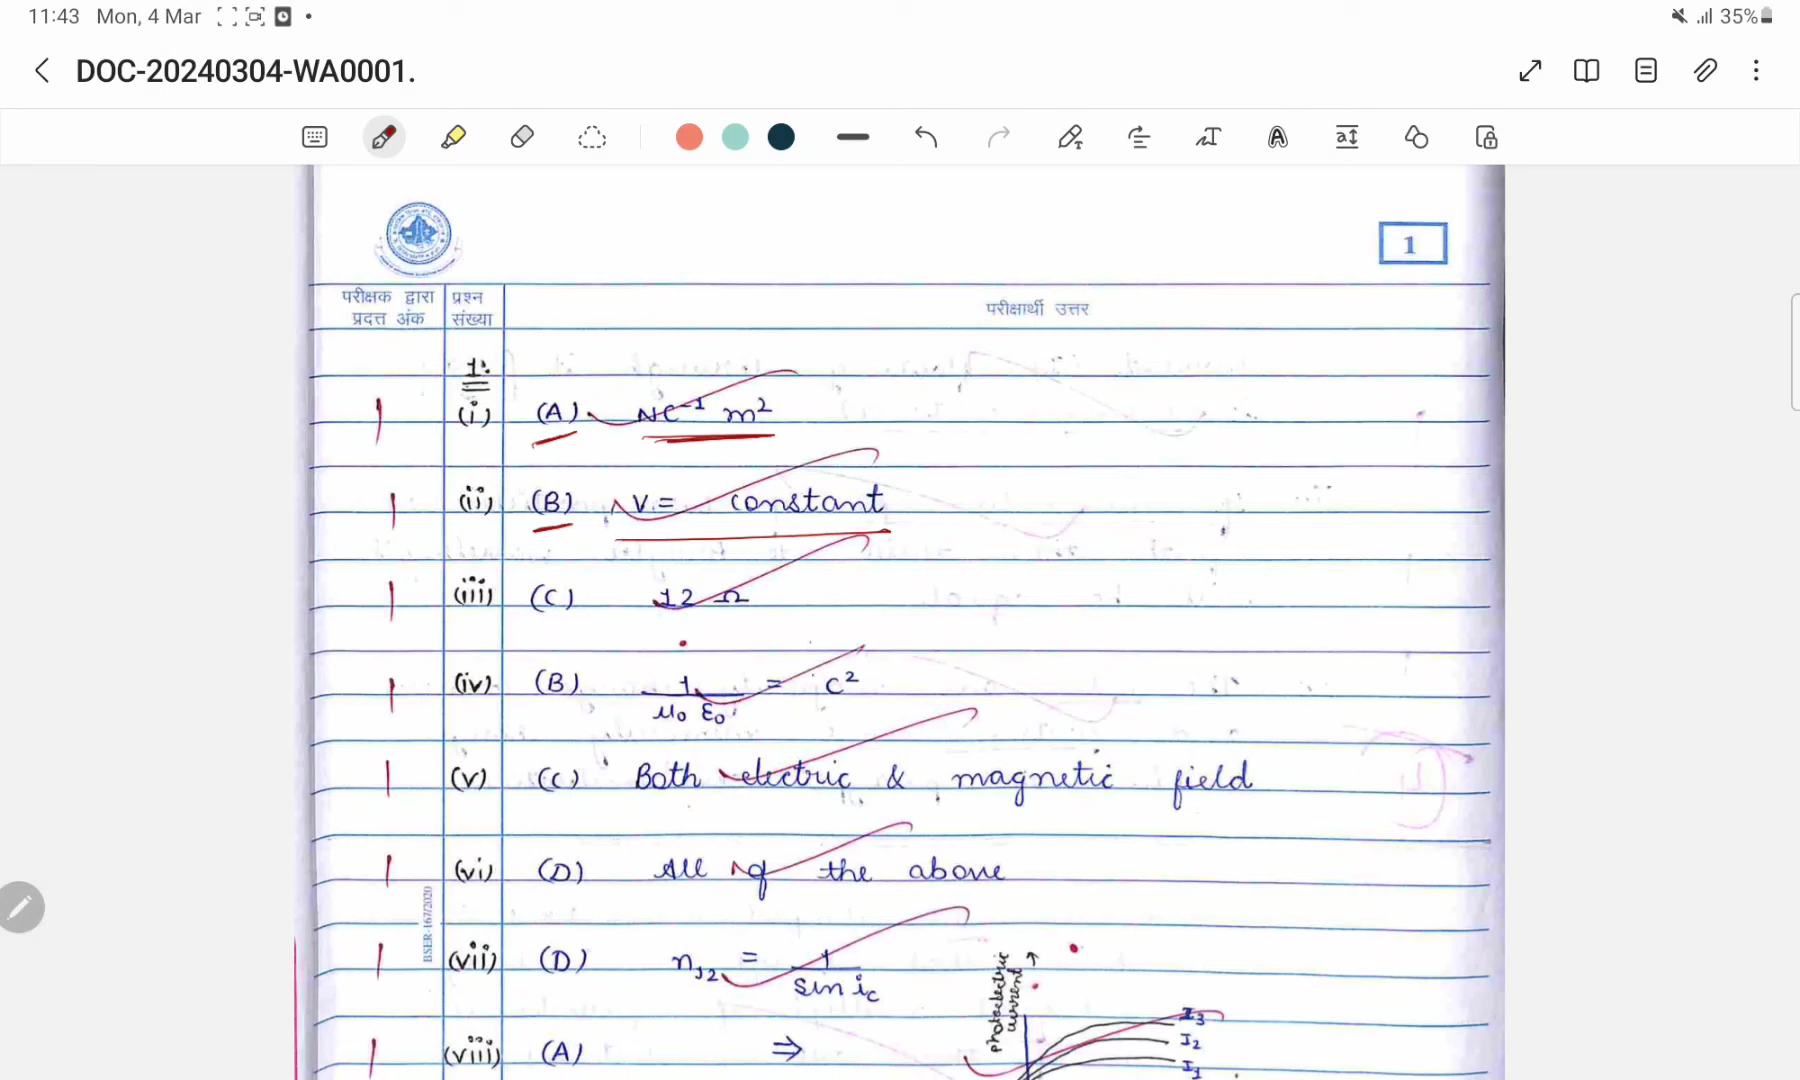 11:43 Mon, 4 Mar
35%
DOC-20240304-WA0001.
1
परीक्षक द्वारा प्रदत्त अंक
प्रश्न संख्या
परीक्षार्थी उत्तर
1.
1 (i) (A) NC⁻¹ m²
1 (ii) (B) V = constant
1 (iii) (C) 12 Ω
1 (iv) (B) 1/μ₀ ε₀ = c²
1 (v) (C) Both electric & magnetic field
1 (vi) (D) All of the above
BSER-167/2020
1 (vii) (D) n₁₂ = 1/sin i_c
1 (viii) (A) ⇒
Photoelectric current →
I₃
I₂
I₁